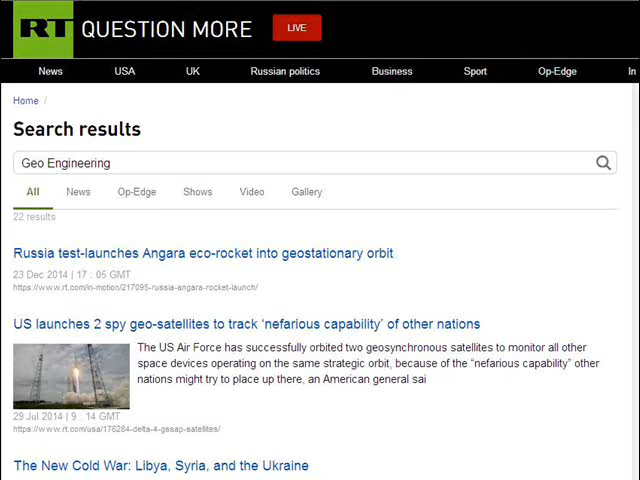 RT QUESTION MORE LIVE
News USA UK Russian politics Business Sport Op-Edge In
Home /
Search results
Geo Engineering
All News Op-Edge Shows Video Gallery
22 results
Russia test-launches Angara eco-rocket into geostationary orbit
23 Dec 2014 | 17 : 05 GMT
https://www.rt.com/in-motion/217095-russia-angara-rocket-launch/
US launches 2 spy geo-satellites to track ‘nefarious capability’ of other nations
The US Air Force has successfully orbited two geosynchronous satellites to monitor all other
space devices operating on the same strategic orbit, because of the “nefarious capability” other
nations might try to place up there, an American general sai
29 Jul 2014 | 9 : 14 GMT
https://www.rt.com/usa/176284-delta-4-gssap-satellites/
The New Cold War: Libya, Syria, and the Ukraine